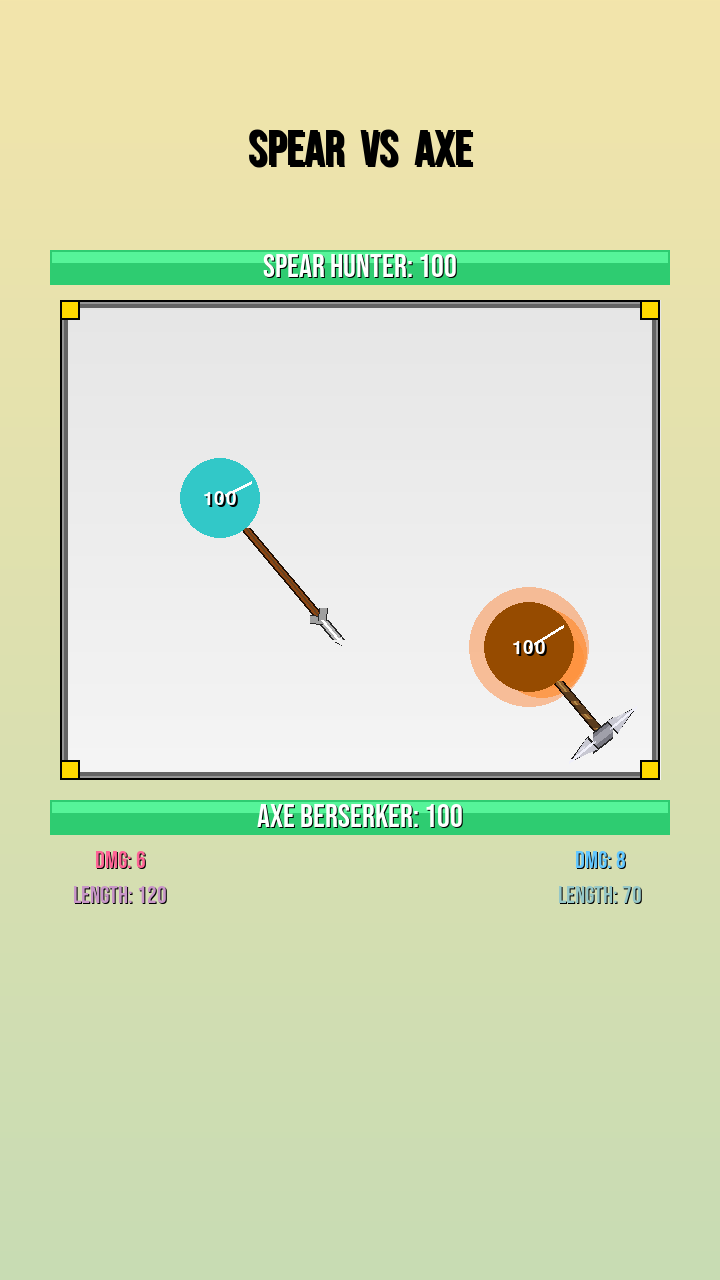 SPEAR VS AXE
SPEAR HUNTER: 100
100
100
AXE BERSERKER: 100
DMG: 6
DMG: 8
LENGTH: 120
LENGTH: 70